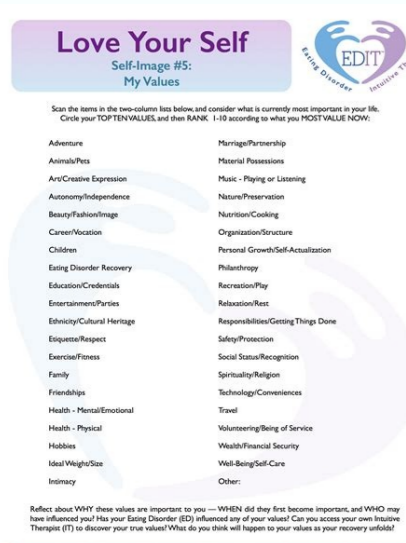 Love Your Self
Self-Image #5:
My Values
EDIT
Eating Disorder
Intuitive
Scan the items in the two-column lists below, and consider what is currently most important in your life.
Circle your TOP TEN VALUES, and then RANK 1-10 according to what you MOST VALUE NOW:
Adventure
Animals/Pets
Art/Creative Expression
Autonomy/Independence
Beauty/Fashion/Image
Career/Vocation
Children
Eating Disorder Recovery
Education/Credentials
Entertainment/Parties
Ethnicity/Cultural Heritage
Etiquette/Respect
Exercise/Fitness
Family
Friendships
Health - Mental/Emotional
Health - Physical
Hobbies
Ideal Weight/Size
Intimacy
Marriage/Partnership
Material Possessions
Music - Playing or Listening
Nature/Preservation
Nutrition/Cooking
Organization/Structure
Personal Growth/Self-Actualization
Philanthropy
Recreation/Play
Relaxation/Rest
Responsibilities/Getting Things Done
Safety/Protection
Social Status/Recognition
Spirituality/Religion
Technology/Conveniences
Travel
Volunteering/Being of Service
Wealth/Financial Security
Well-Being/Self-Care
Other:
Reflect about WHY these values are important to you — WHEN did they first become important, and WHO may
have influenced you? Has your Eating Disorder (ED) influenced any of your values? Can you access your own Intuitive
Therapist (IT) to discover your true values? What do you think will happen to your values as your recovery unfolds?